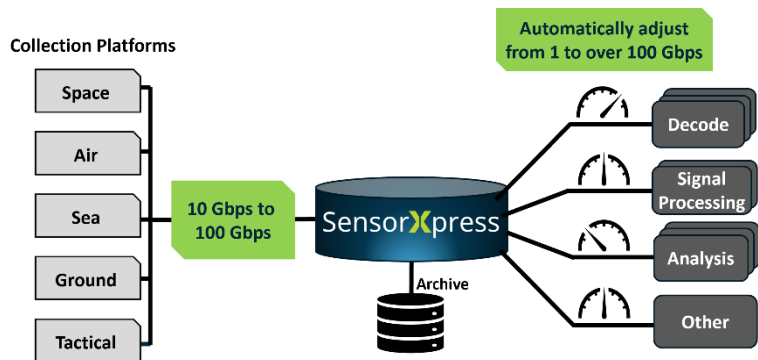 Collection Platforms
Space
Air
Sea
Ground
Tactical
10 Gbps to
100 Gbps
SensorXpress
Archive
Automatically adjust
from 1 to over 100 Gbps
Decode
Signal
Processing
Analysis
Other